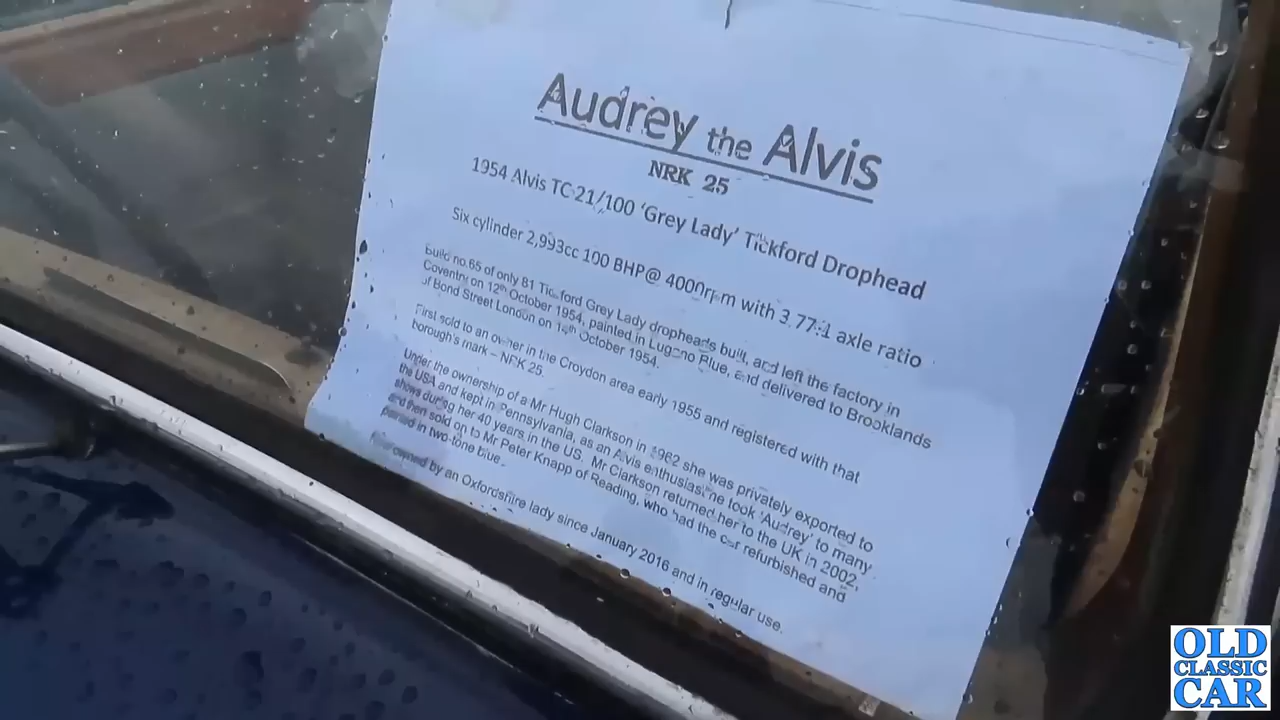 Audrey the Alvis
NRK 25
1954 Alvis TC 21/100 ‘Grey Lady’ Tickford Drophead
Six cylinder 2,993cc 100 BHP@ 4000rpm with 3.77:1 axle ratio
Build no.65 of only 81 Tickford Grey Lady dropheads built, and left the factory in
Coventry on 12th October 1954, painted in Lugano Blue, and delivered to Brooklands
of Bond Street London on 14th October 1954.
First sold to an owner in the Croydon area early 1955 and registered with that
borough's mark – NRK 25.
Under the ownership of a Mr Hugh Clarkson in 1962 she was privately exported to
the USA and kept in Pennsylvania, as an Alvis enthusiast he took ‘Audrey’ to many
shows during her 40 years in the US. Mr Clarkson returned her to the UK in 2002,
and then sold on to Mr Peter Knapp of Reading, who had the car refurbished and
painted in two-tone blue.
owned by an Oxfordshire lady since January 2016 and in regular use.
OLD
CLASSIC
CAR